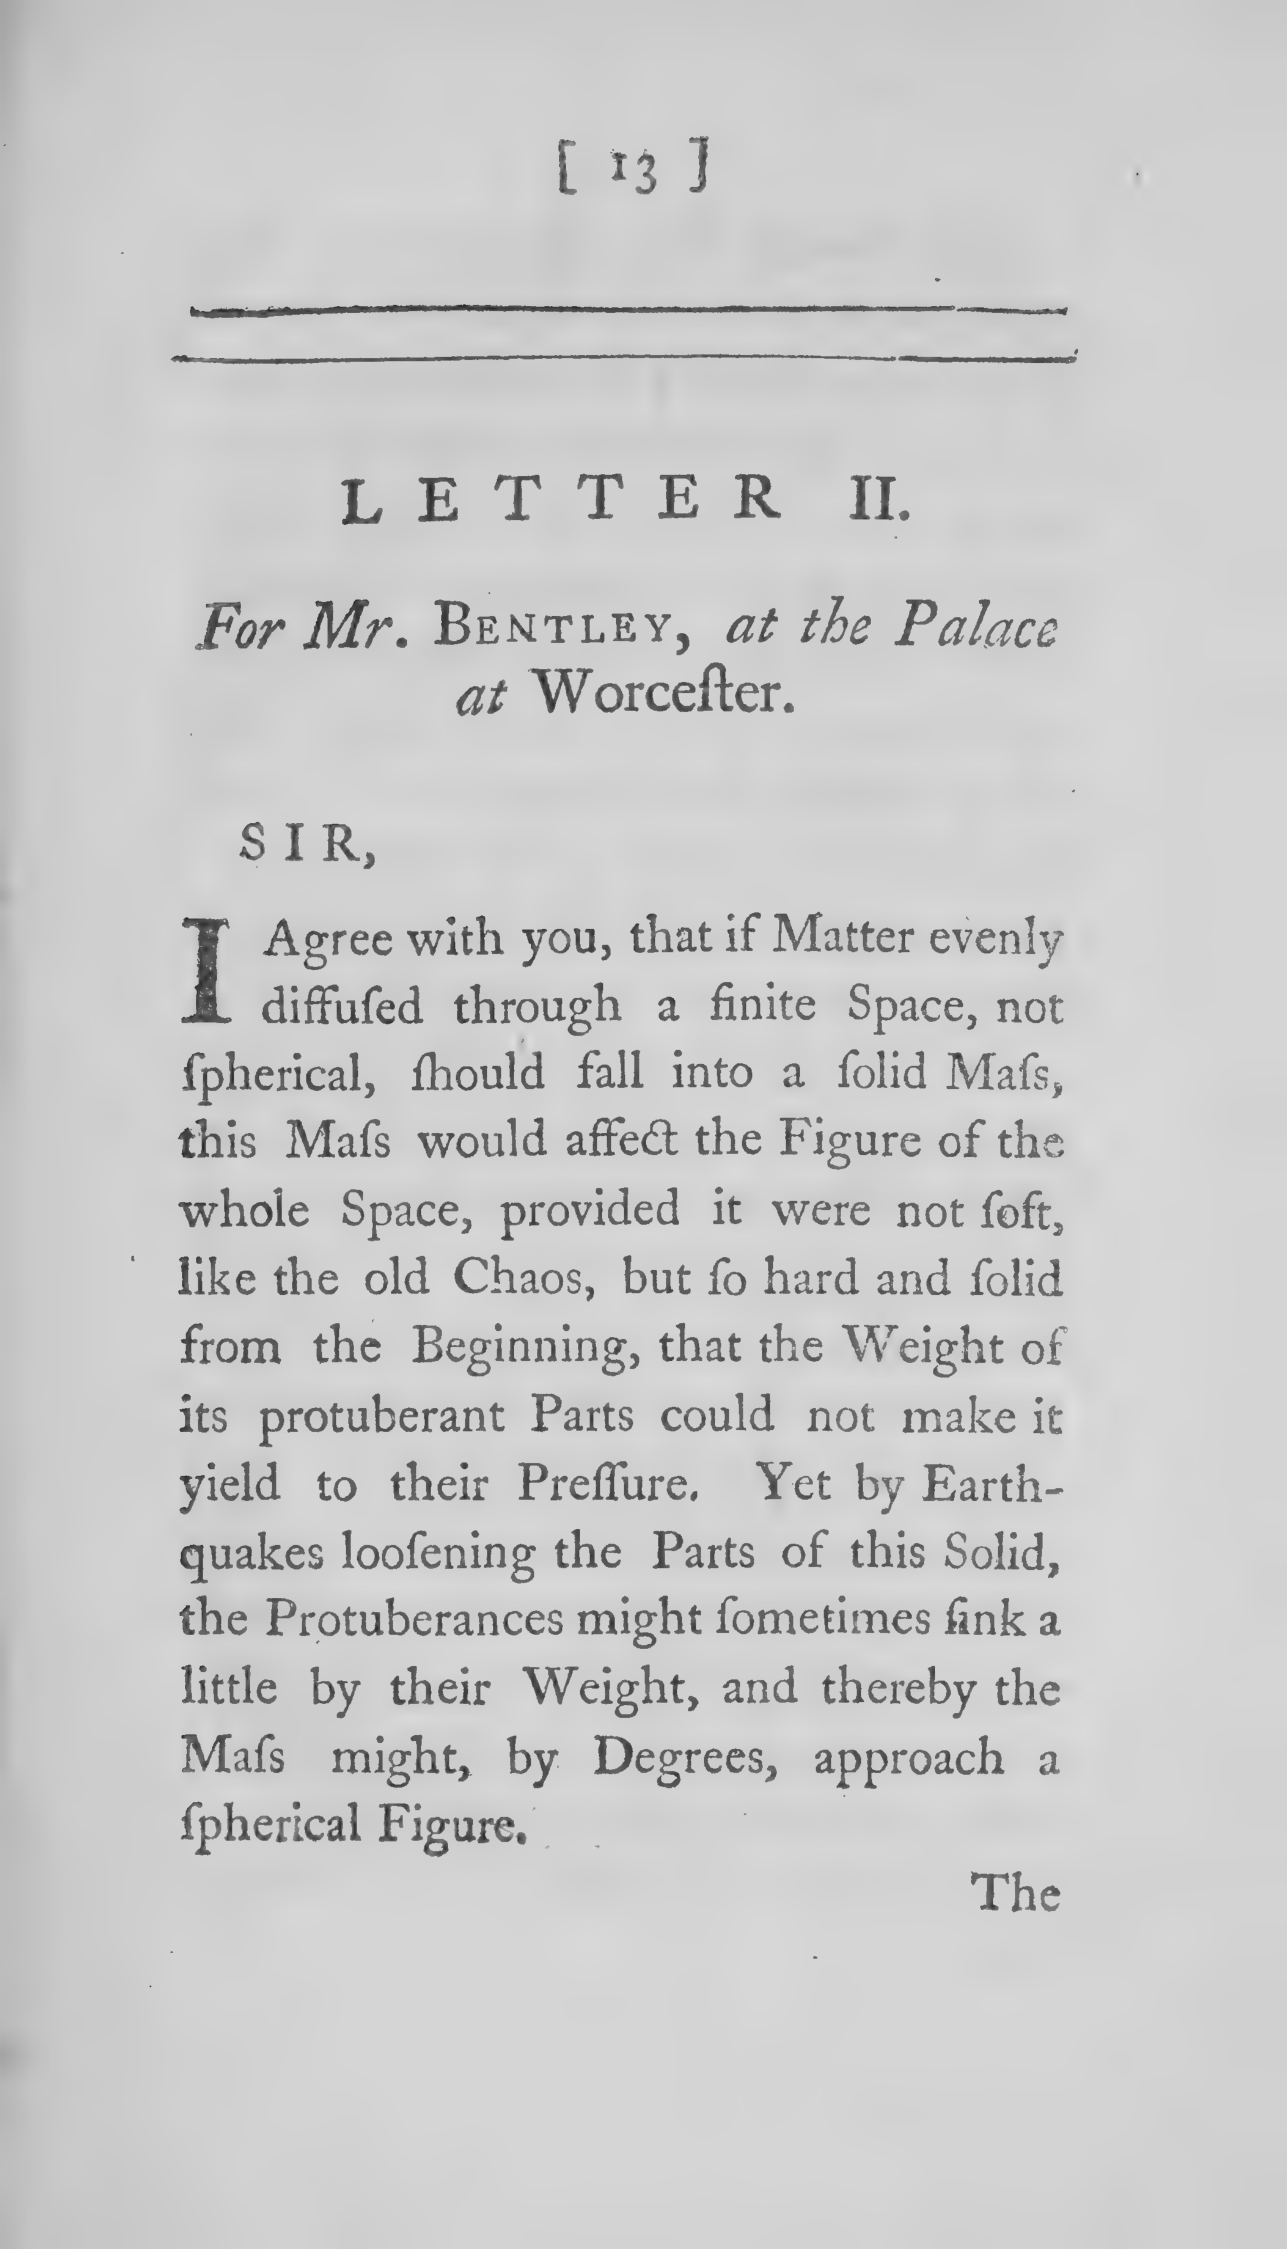 [ 13 ]
LETTER II.
For Mr. BENTLEY, at the Palace
at Worceſter.
SIR,
I Agree with you, that if Matter evenly
diffuſed through a finite Space, not
ſpherical, ſhould fall into a ſolid Maſs,
this Maſs would affect the Figure of the
whole Space, provided it were not ſoft,
like the old Chaos, but ſo hard and ſolid
from the Beginning, that the Weight of
its protuberant Parts could not make it
yield to their Preſſure. Yet by Earth-
quakes looſening the Parts of this Solid,
the Protuberances might ſometimes ſink a
little by their Weight, and thereby the
Maſs might, by Degrees, approach a
ſpherical Figure.
The